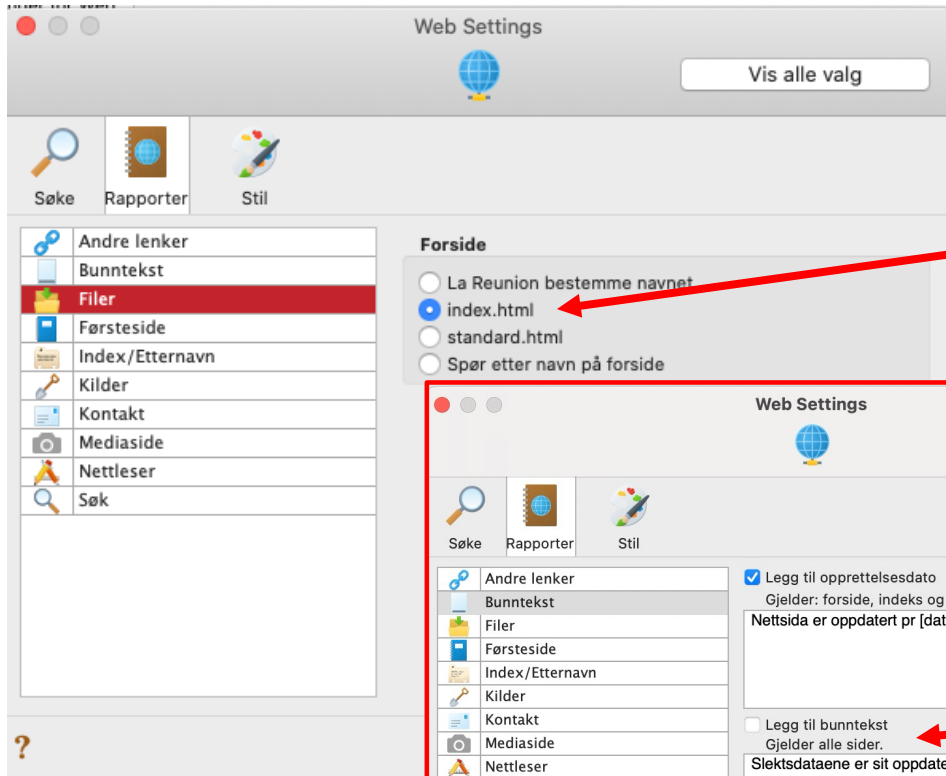 Web Settings
Vis alle valg
Søke
Rapporter
Stil
Andre lenker
Bunntekst
Filer
Førsteside
Index/Etternavn
Kilder
Kontakt
Mediaside
Nettleser
Søk
?
Forside
La Reunion bestemme navnet
index.html
standard.html
Spør etter navn på forside
Web Settings
Søke
Rapporter
Stil
Andre lenker
Bunntekst
Filer
Førsteside
Index/Etternavn
Kilder
Kontakt
Mediaside
Nettleser
Legg til opprettelsesdato
Gjelder: forside, indeks og
Nettsida er oppdatert pr [dat
Legg til bunntekst
Gjelder alle sider.
Slektsdataene er sit oppdate